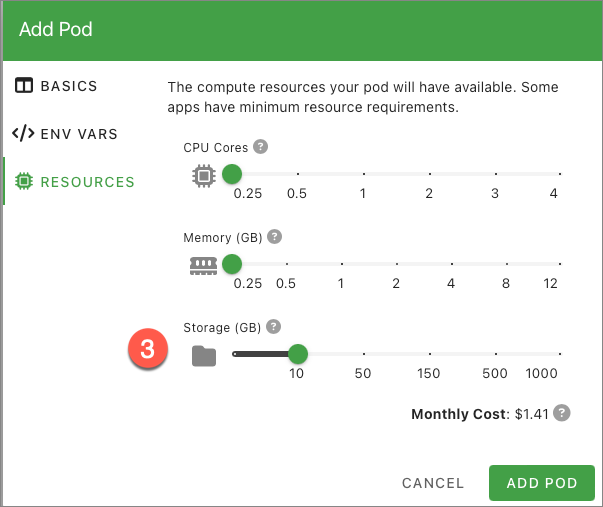 Add Pod
BASICS
</> ENV VARS
RESOURCES
The compute resources your pod will have available. Some
apps have minimum resource requirements.
CPU Cores ?
0.25 0.5 1 2 3 4
Memory (GB) ?
0.25 0.5 1 2 4 8 12
Storage (GB) ?
3
10 50 150 500 1000
Monthly Cost: $1.41 ?
CANCEL ADD POD